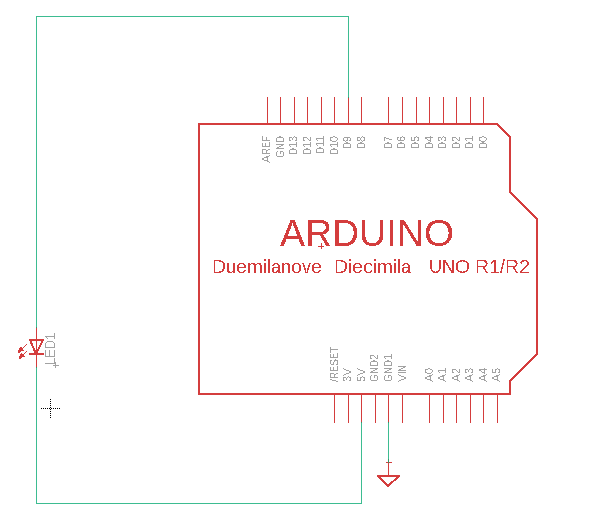 AREF GND D13 D12 D11 D10 D9 D8 D7 D6 D5 D4 D3 D2 D1 D0
ARDUINO
Duemilanove Diecimila UNO R1/R2
LED1
/RESET 3V 5V GND2 GND1 VIN A0 A1 A2 A3 A4 A5